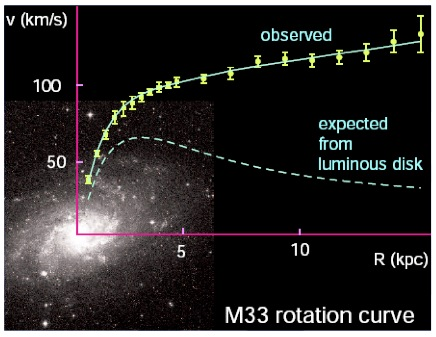 v (km/s)
observed
100
expected
from
luminous disk
50
5
10
R (kpc)
M33 rotation curve